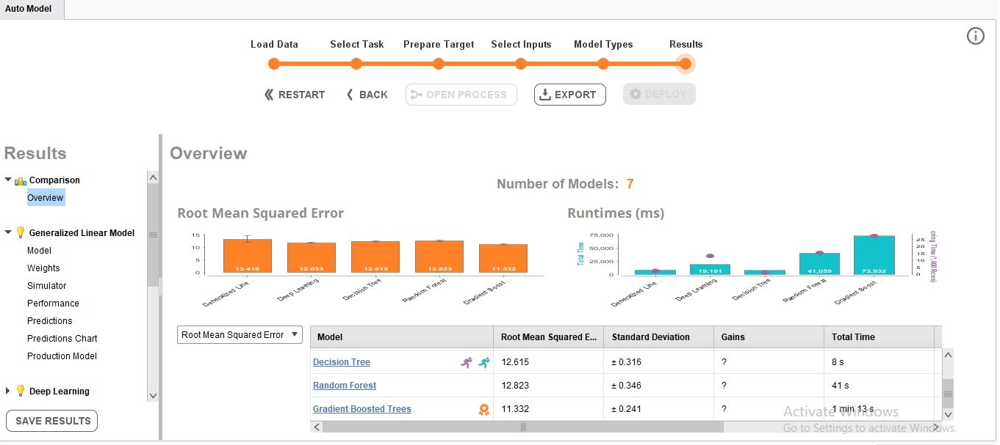 Auto Model
Load Data Select Task Prepare Target Select Inputs Model Types Results
RESTART BACK OPEN PROCESS EXPORT DEPLOY
Results
Comparison
Overview
Generalized Linear Model
Model
Weights
Simulator
Performance
Predictions
Predictions Chart
Production Model
Deep Learning
SAVE RESULTS
Overview
Number of Models: 7
Root Mean Squared Error
15
10
5
0
13.418 12.033 12.615 12.823 11.332
Generalized Line... Deep Learning Decision Tree Random Forest Gradient Boost...
Runtimes (ms)
Total Time
75,000
50,000
25,000
0
19,191 41,059 73,932
25
20
15
10
5
0
oring Time (1,000 Rows)
Generalized Line... Deep Learning Decision Tree Random Forest Gradient Boost...
Root Mean Squared Error
Model Root Mean Squared E... Standard Deviation Gains Total Time
Decision Tree 12.615 ± 0.316 ? 8 s
Random Forest 12.823 ± 0.346 ? 41 s
Gradient Boosted Trees 11.332 ± 0.241 ? 1 min 13 s
Activate Windows
Go to Settings to activate Windows.